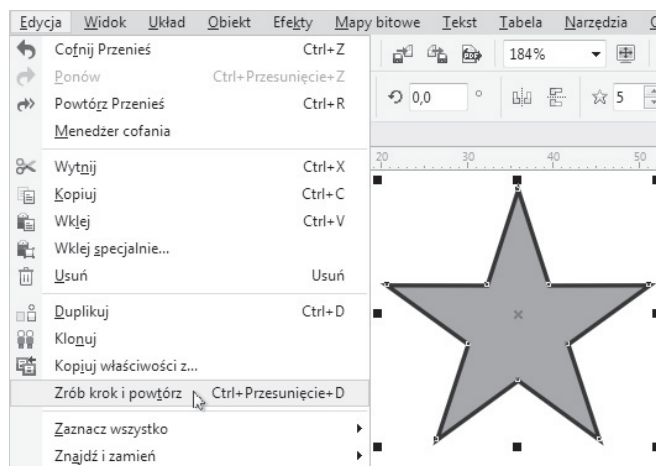 Edycja Widok Układ Obiekt Efekty Mapy bitowe Tekst Tabela Narzędzia
Cofnij Przenieś Ctrl+Z
Ponów Ctrl+Przesunięcie+Z
Powtórz Przenieś Ctrl+R
Menedżer cofania
Wytnij Ctrl+X
Kopiuj Ctrl+C
Wklej Ctrl+V
Wklej specjalnie...
Usuń Usuń
Duplikuj Ctrl+D
Klonuj
Kopiuj właściwości z...
Zrób krok i powtórz Ctrl+Przesunięcie+D
Zaznacz wszystko
Znajdź i zamień
184%
0,0 ° 5
20 30 40 50